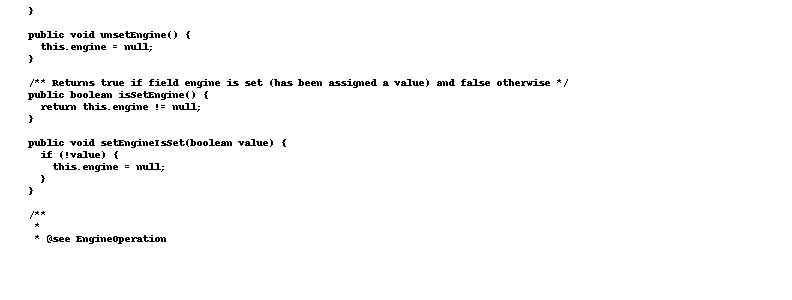 }

public void unsetEngine() {
  this.engine = null;
}

/** Returns true if field engine is set (has been assigned a value) and false otherwise */
public boolean isSetEngine() {
  return this.engine != null;
}

public void setEngineIsSet(boolean value) {
  if (!value) {
    this.engine = null;
  }
}

/**
 *
 * @see EngineOperation